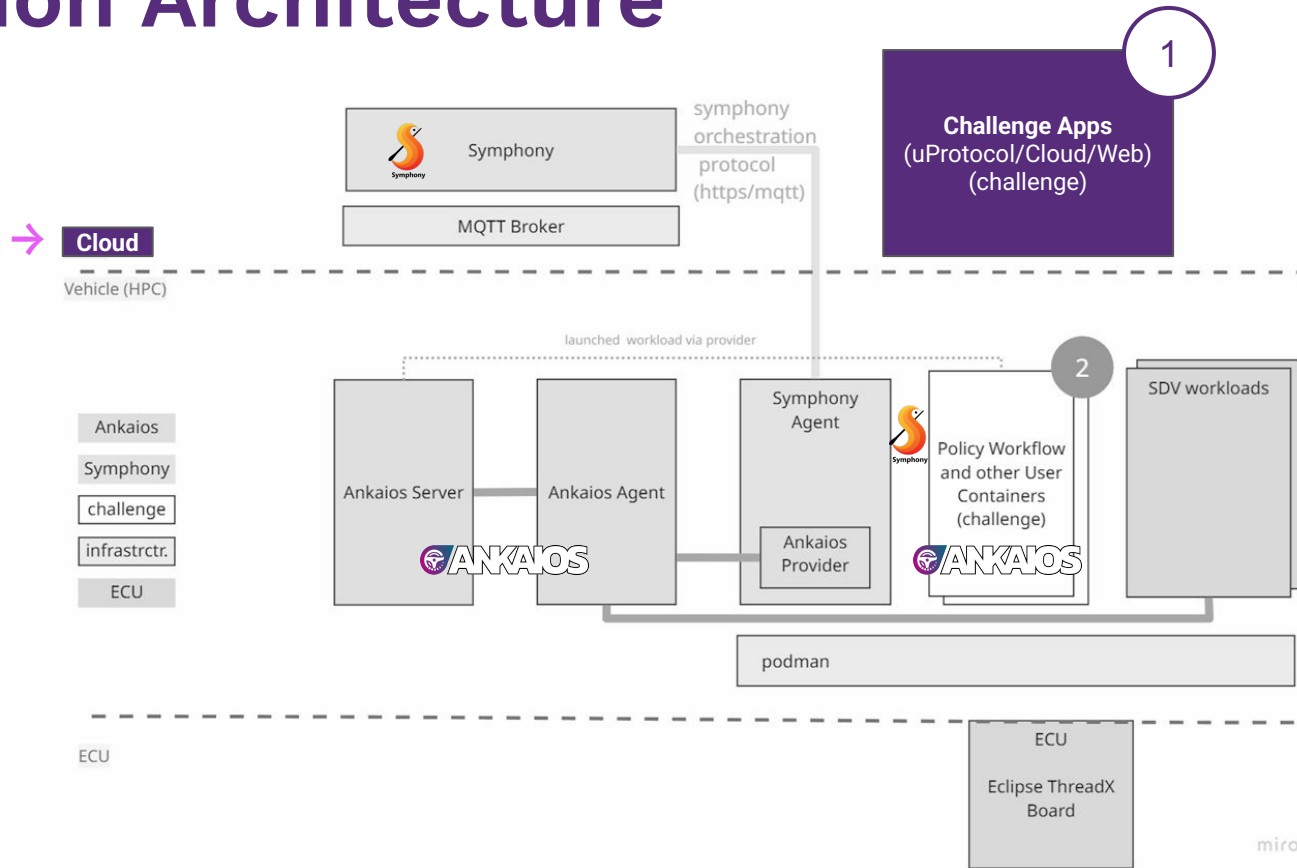 ion Architecture
1
Challenge Apps
(uProtocol/Cloud/Web)
(challenge)
symphony
orchestration
protocol
(https/mqtt)
Symphony
Symphony
MQTT Broker
→ Cloud
Vehicle (HPC)
launched workload via provider
2
Ankaios
Symphony
challenge
infrastrctr.
ECU
Ankaios Server
ANKAIOS
Ankaios Agent
Symphony
Agent
Ankaios
Provider
Symphony
Policy Workflow
and other User
Containers
(challenge)
ANKAIOS
SDV workloads
podman
ECU
ECU
Eclipse ThreadX
Board
miro